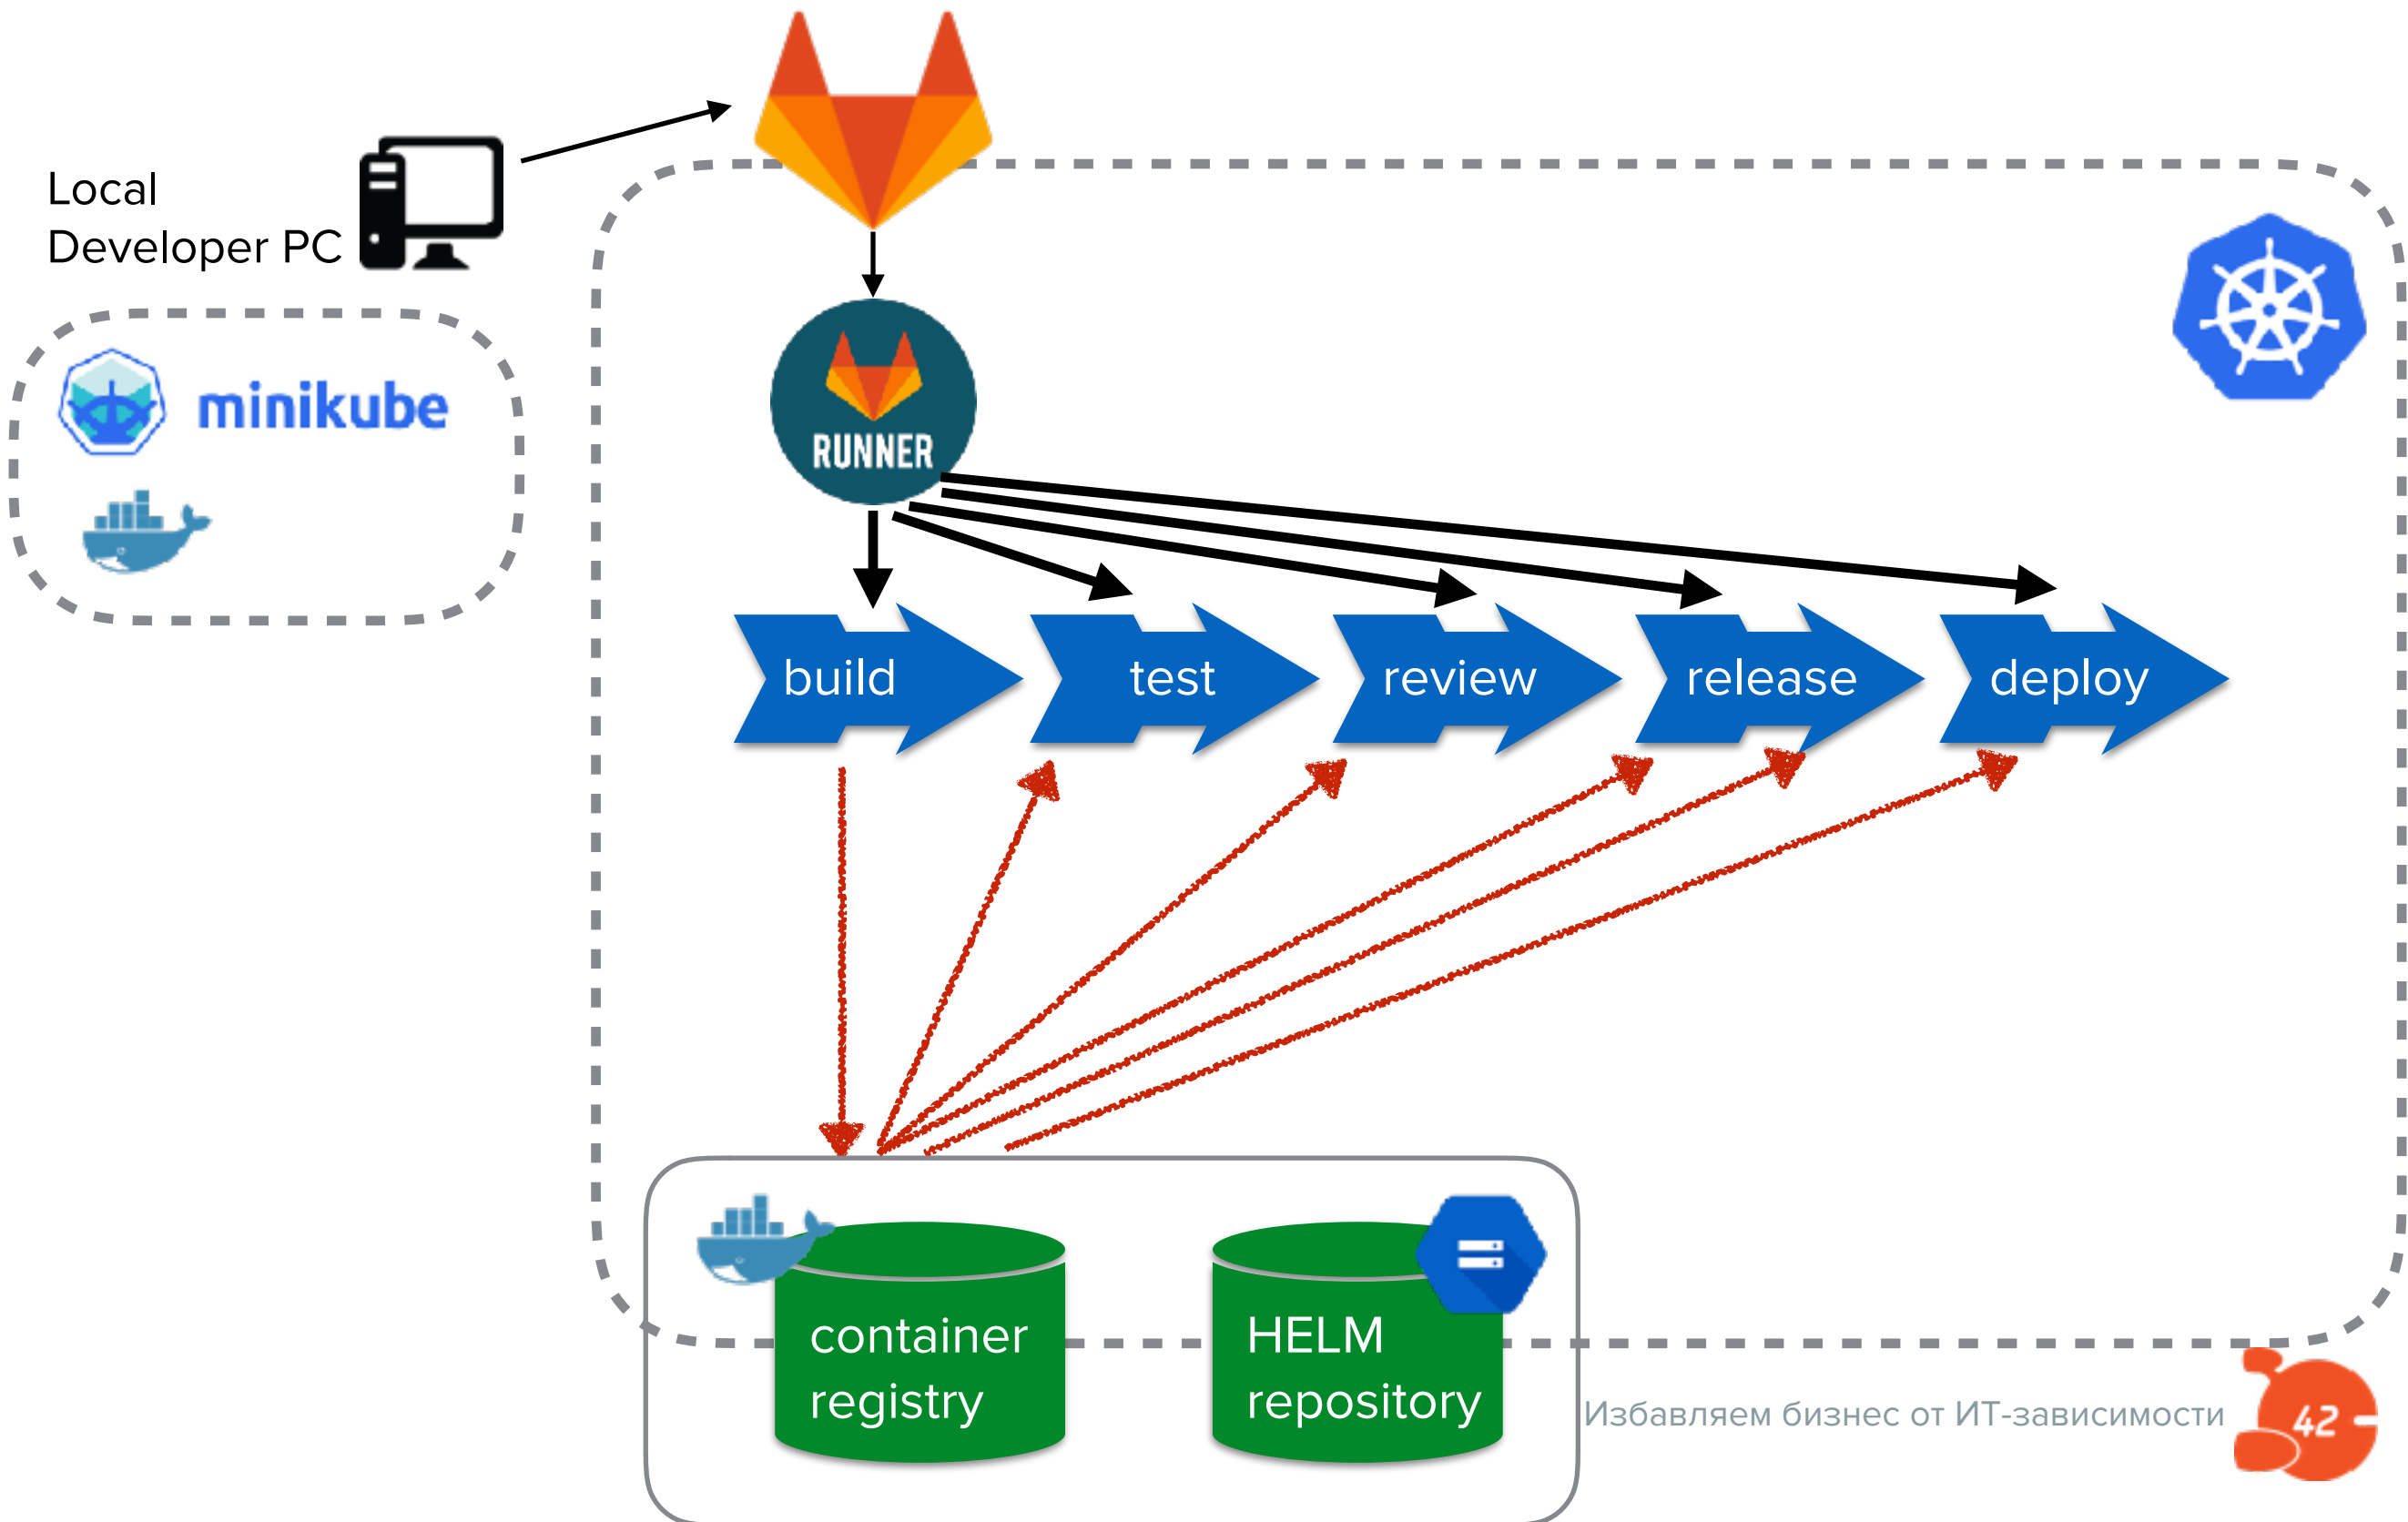 Local
Developer PC
minikube
RUNNER
build
test
review
release
deploy
container
registry
HELM
repository
Избавляем бизнес от ИТ-зависимости
42